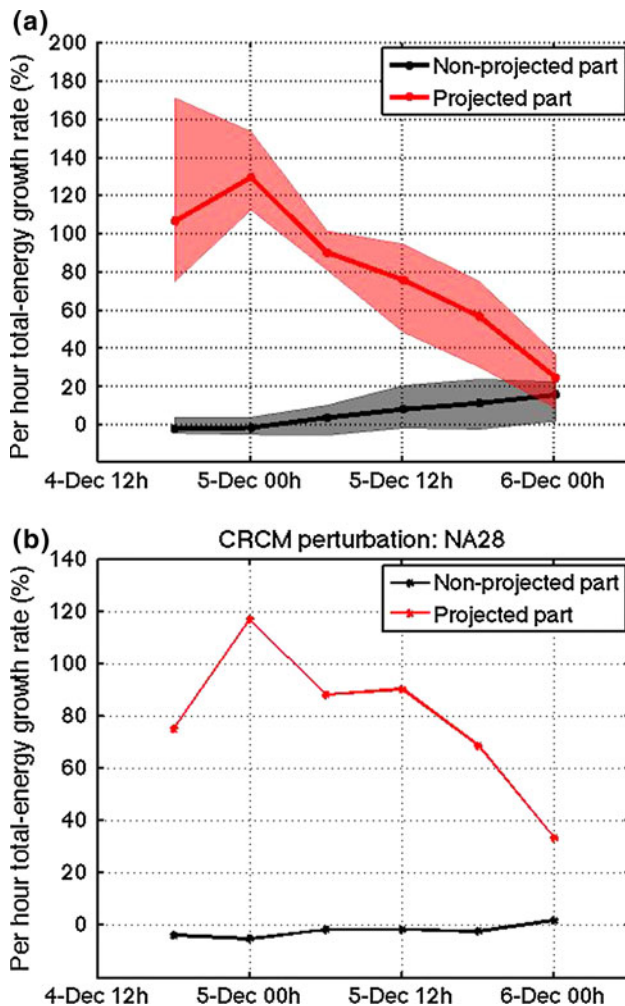 (a)
200
180
160
140
120
100
80
60
40
20
0
Per hour total-energy growth rate (%)
Non-projected part
Projected part
4-Dec 12h 5-Dec 00h 5-Dec 12h 6-Dec 00h
(b)
CRCM perturbation: NA28
140
120
100
80
60
40
20
0
Per hour total-energy growth rate (%)
Non-projected part
Projected part
4-Dec 12h 5-Dec 00h 5-Dec 12h 6-Dec 00h